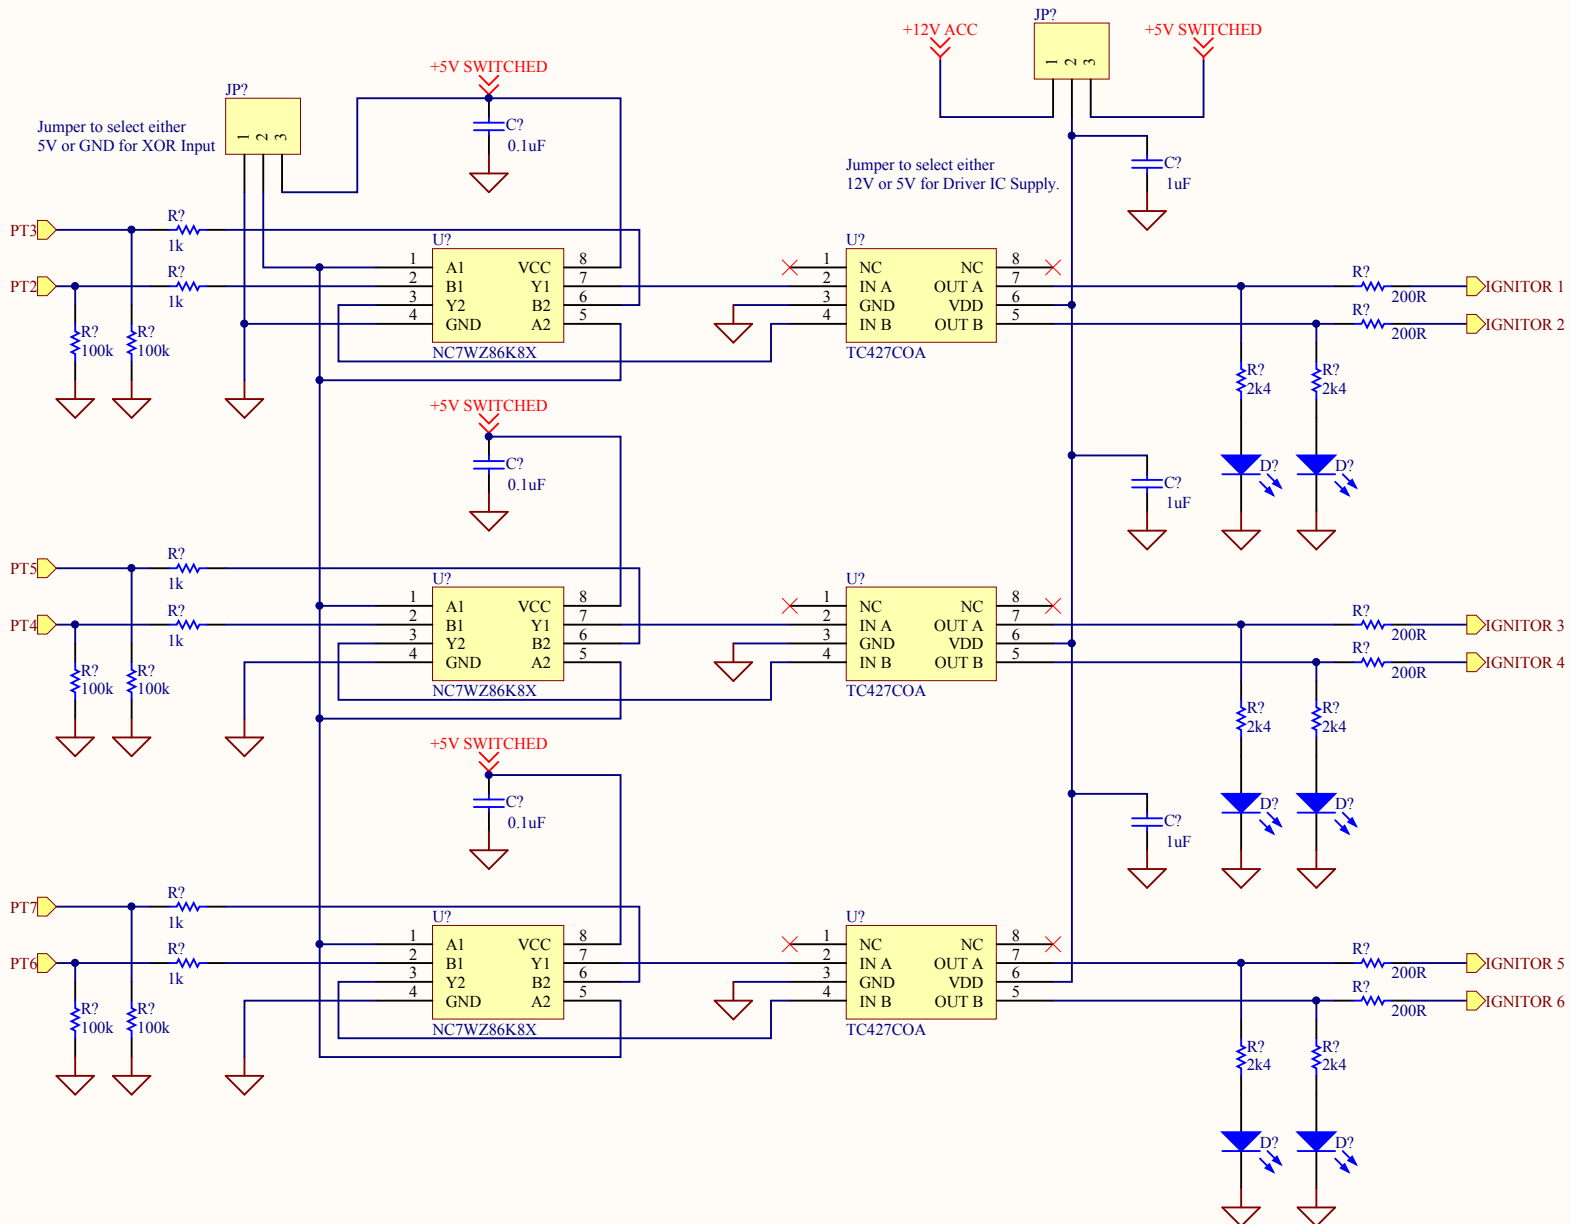 +12V ACC
JP?
+5V SWITCHED
1 2 3
+5V SWITCHED
JP?
1 2 3
Jumper to select either
5V or GND for XOR Input
C?
0.1uF
Jumper to select either
12V or 5V for Driver IC Supply.
C?
1uF
PT3
R?
1k
PT2
R?
1k
R?
100k
R?
100k
U?
1 A1 VCC 8
2 B1 Y1 7
3 Y2 B2 6
4 GND A2 5
NC7WZ86K8X
U?
1 NC NC 8
2 IN A OUT A 7
3 GND VDD 6
4 IN B OUT B 5
TC427COA
R?
200R
IGNITOR 1
R?
200R
IGNITOR 2
R?
2k4
R?
2k4
D?
D?
+5V SWITCHED
C?
0.1uF
C?
1uF
PT5
R?
1k
PT4
R?
1k
R?
100k
R?
100k
U?
1 A1 VCC 8
2 B1 Y1 7
3 Y2 B2 6
4 GND A2 5
NC7WZ86K8X
U?
1 NC NC 8
2 IN A OUT A 7
3 GND VDD 6
4 IN B OUT B 5
TC427COA
R?
200R
IGNITOR 3
R?
200R
IGNITOR 4
R?
2k4
R?
2k4
D?
D?
+5V SWITCHED
C?
0.1uF
C?
1uF
PT7
R?
1k
PT6
R?
1k
R?
100k
R?
100k
U?
1 A1 VCC 8
2 B1 Y1 7
3 Y2 B2 6
4 GND A2 5
NC7WZ86K8X
U?
1 NC NC 8
2 IN A OUT A 7
3 GND VDD 6
4 IN B OUT B 5
TC427COA
R?
200R
IGNITOR 5
R?
200R
IGNITOR 6
R?
2k4
R?
2k4
D?
D?